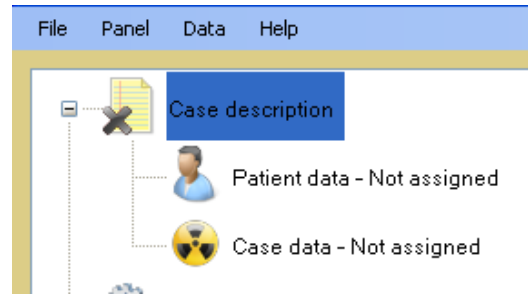 File Panel Data Help
Case description
Patient data - Not assigned
Case data - Not assigned